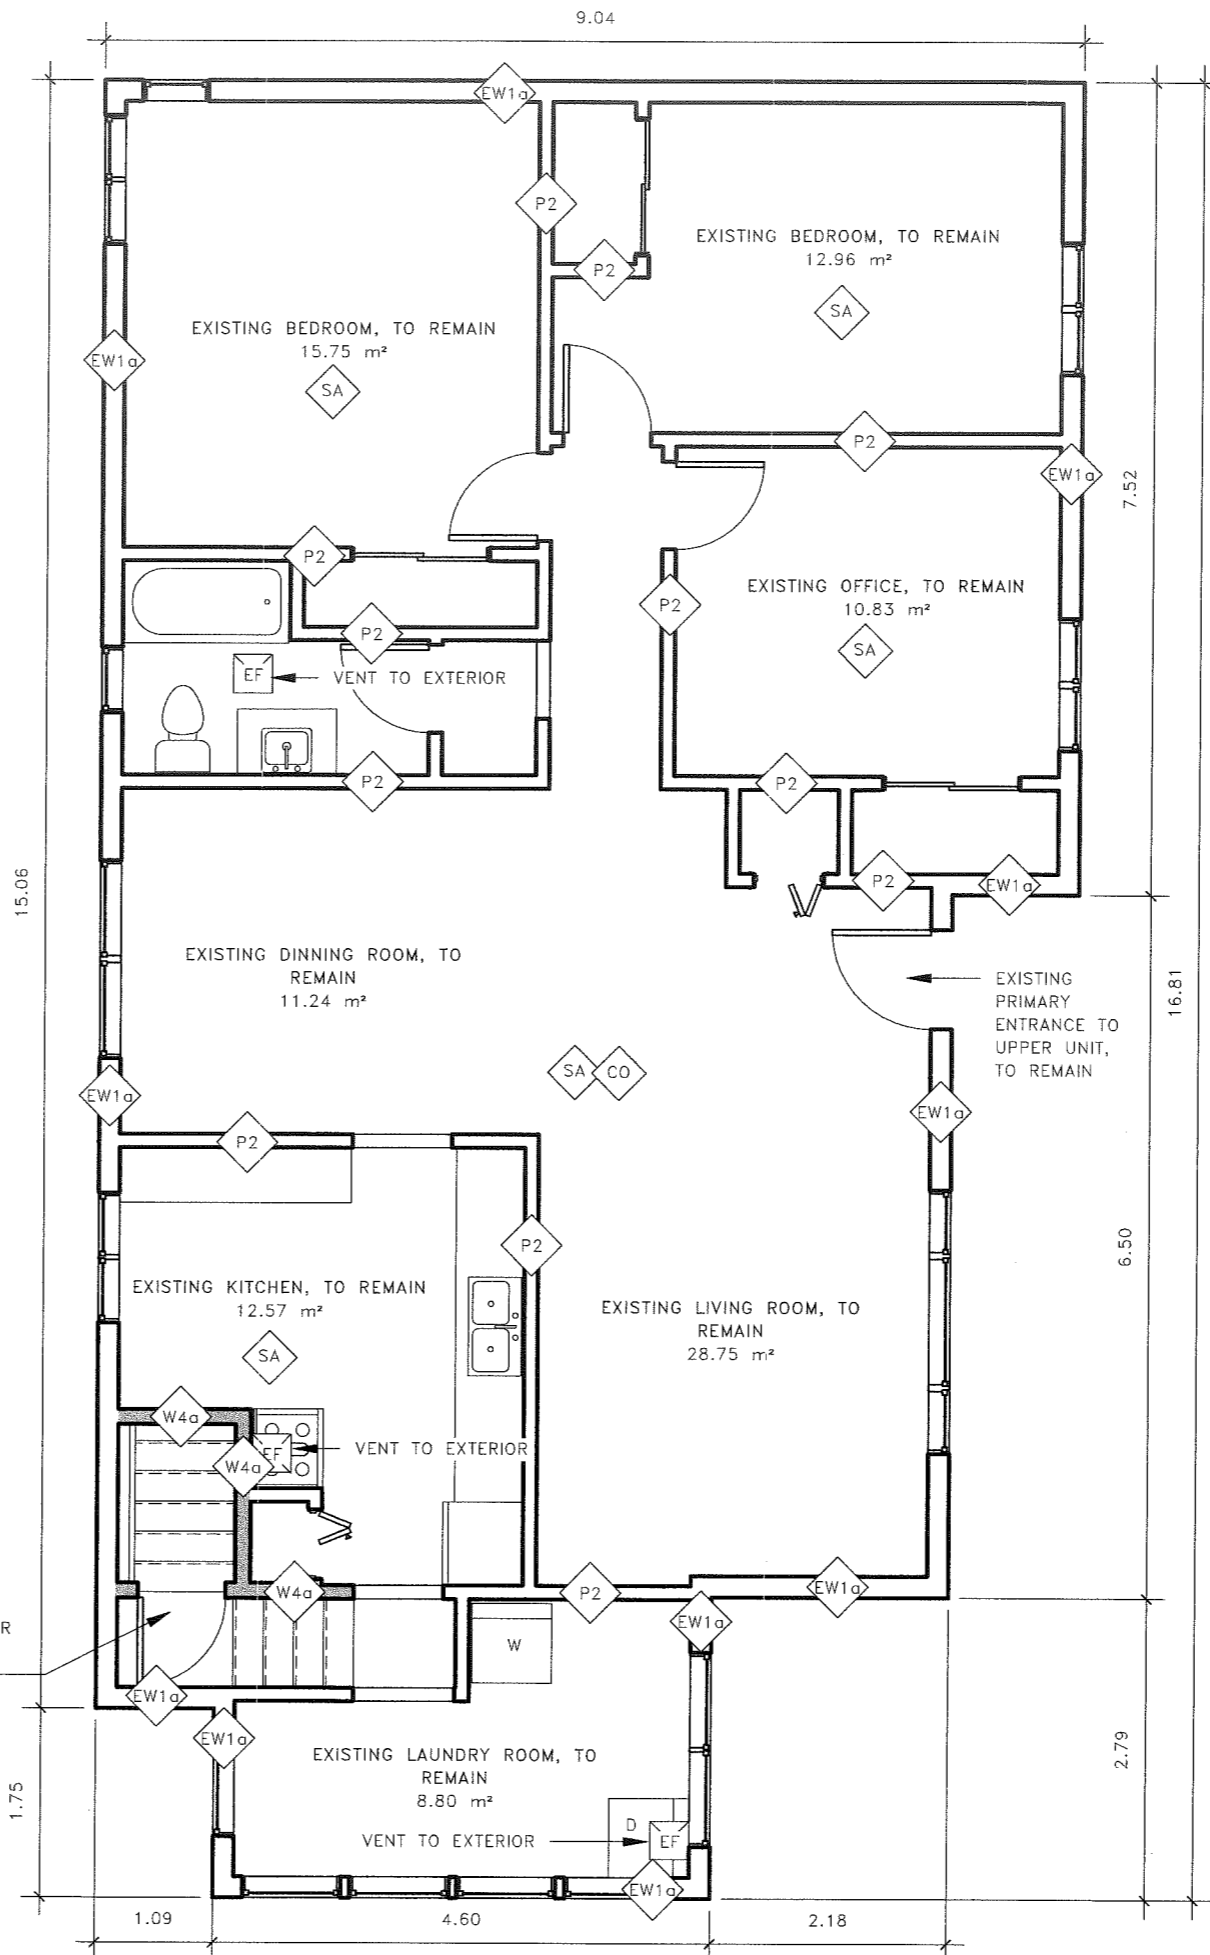 9.04
EW1a
P2
EXISTING BEDROOM, TO REMAIN
12.96 m²
P2
SA
EXISTING BEDROOM, TO REMAIN
15.75 m²
EW1a
SA
P2
EW1a
7.52
P2
EXISTING OFFICE, TO REMAIN
10.83 m²
P2
P2
SA
EF
VENT TO EXTERIOR
P2
P2
P2
EW1a
15.06
EXISTING DINNING ROOM, TO
REMAIN
11.24 m²
EXISTING
PRIMARY
ENTRANCE TO
UPPER UNIT,
TO REMAIN
16.81
SA
CO
EW1a
EW1a
P2
P2
6.50
EXISTING KITCHEN, TO REMAIN
12.57 m²
SA
EXISTING LIVING ROOM, TO
REMAIN
28.75 m²
W4a
W4a
EF
VENT TO EXTERIOR
W4a
P2
EW1a
R
EW1a
W
EW1a
EW1a
EXISTING LAUNDRY ROOM, TO
REMAIN
8.80 m²
2.79
1.75
D
VENT TO EXTERIOR
EF
EW1a
1.09
4.60
2.18